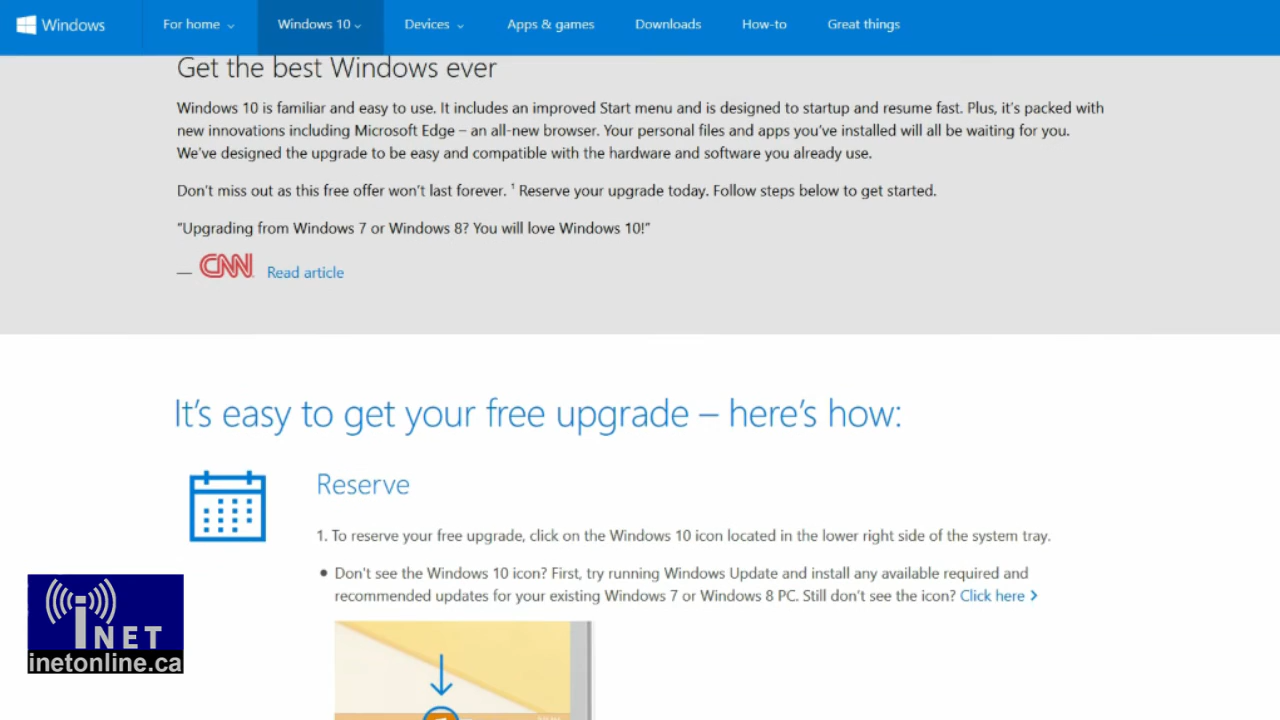 Windows
For home
Windows 10
Devices
Apps & games
Downloads
How-to
Great things
Get the best Windows ever
Windows 10 is familiar and easy to use. It includes an improved Start menu and is designed to startup and resume fast. Plus, it's packed with
new innovations including Microsoft Edge – an all-new browser. Your personal files and apps you've installed will all be waiting for you.
We've designed the upgrade to be easy and compatible with the hardware and software you already use.
Don't miss out as this free offer won't last forever. ¹ Reserve your upgrade today. Follow steps below to get started.
"Upgrading from Windows 7 or Windows 8? You will love Windows 10!"
— CNN Read article
It's easy to get your free upgrade – here's how:
Reserve
1. To reserve your free upgrade, click on the Windows 10 icon located in the lower right side of the system tray.
• Don't see the Windows 10 icon? First, try running Windows Update and install any available required and
recommended updates for your existing Windows 7 or Windows 8 PC. Still don't see the icon? Click here >
iNET
inetonline.ca